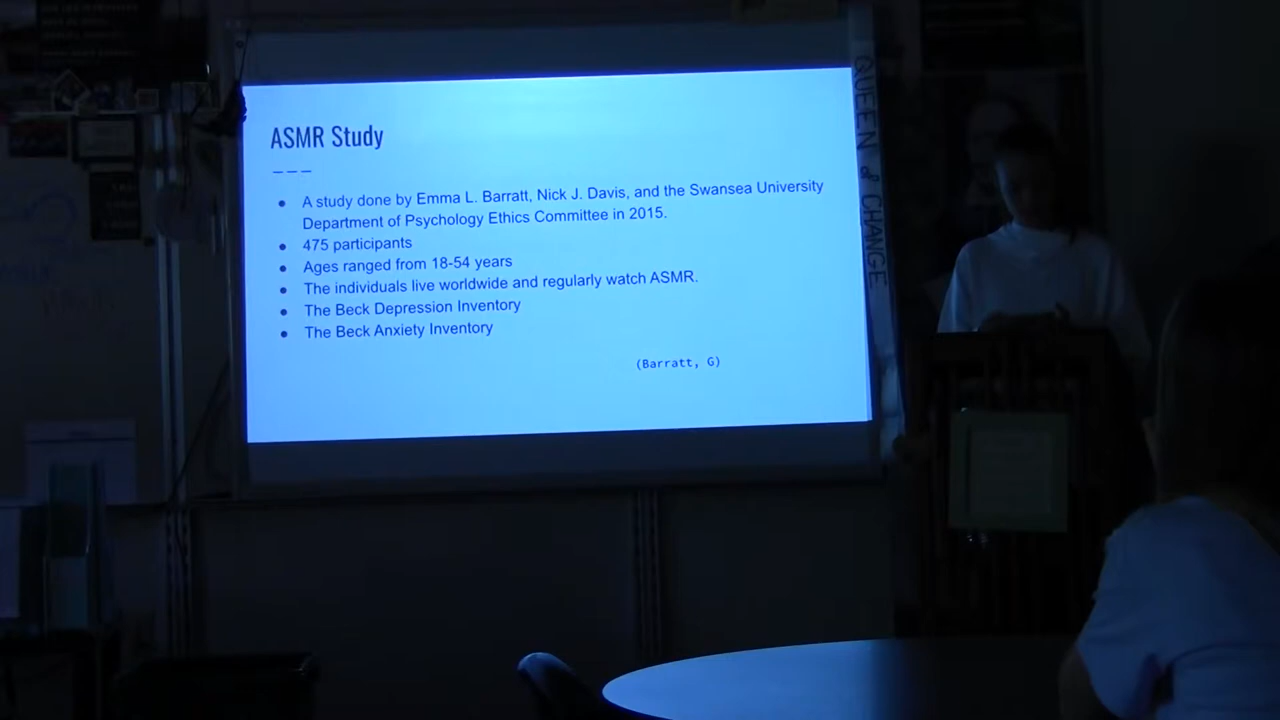 ASMR Study
● A study done by Emma L. Barratt, Nick J. Davis, and the Swansea University
Department of Psychology Ethics Committee in 2015.
● 475 participants
● Ages ranged from 18-54 years
● The individuals live worldwide and regularly watch ASMR.
● The Beck Depression Inventory
● The Beck Anxiety Inventory
(Barratt, G)
QUEEN of CHANGE